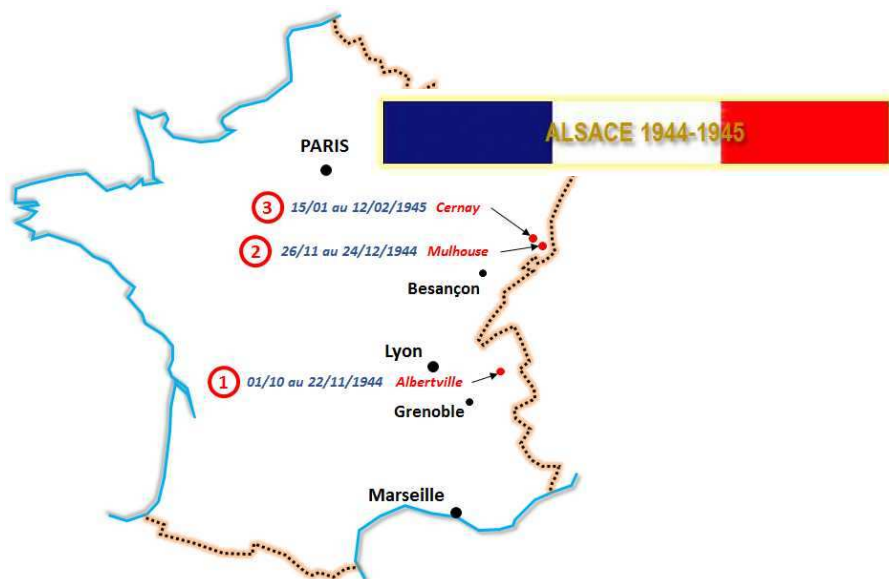 ALSACE 1944-1945
PARIS
3 15/01 au 12/02/1945 Cernay
2 26/11 au 24/12/1944 Mulhouse
Besançon
Lyon
1 01/10 au 22/11/1944 Albertville
Grenoble
Marseille